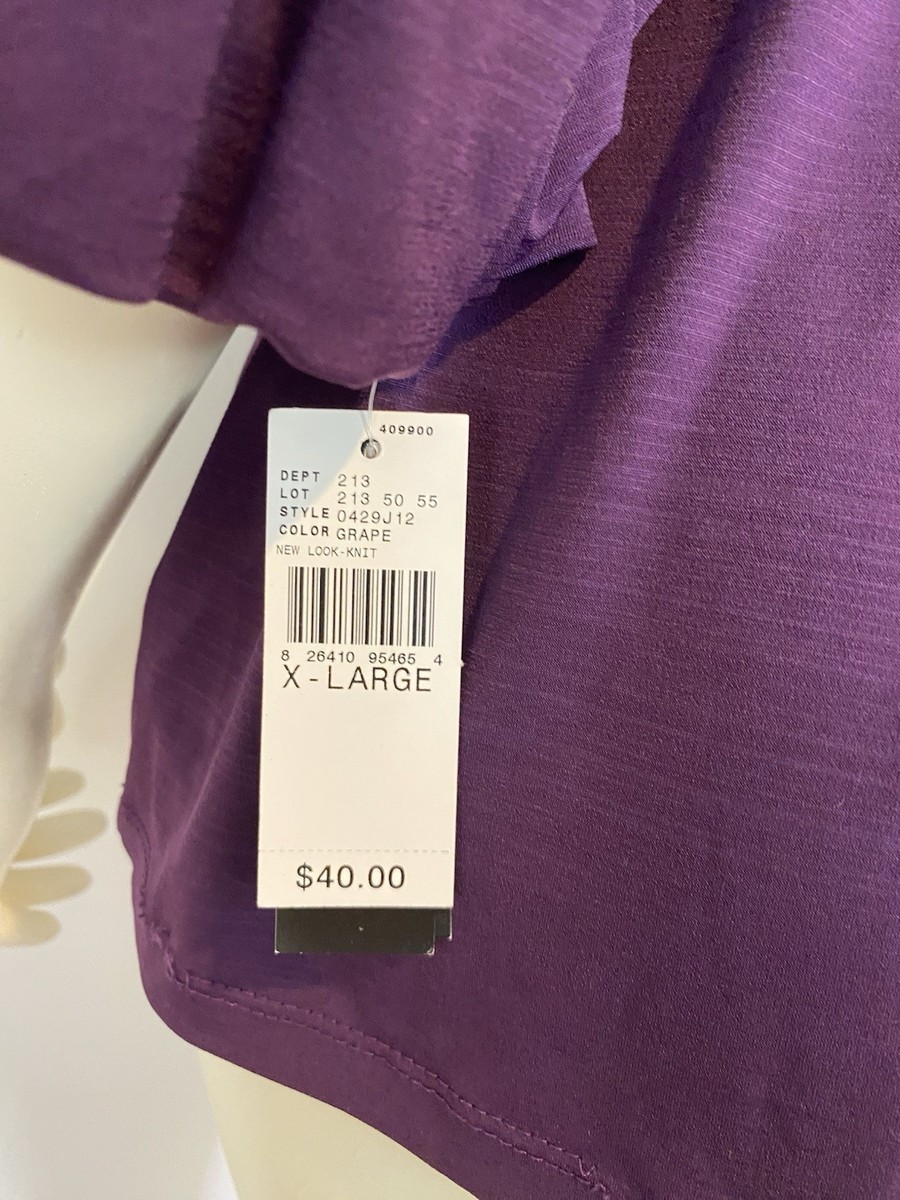 409900
DEPT 213
LOT 213 50 55
STYLE 0429J12
COLOR GRAPE
NEW LOOK-KNIT
8 26410 95465 4
X-LARGE
$40.00